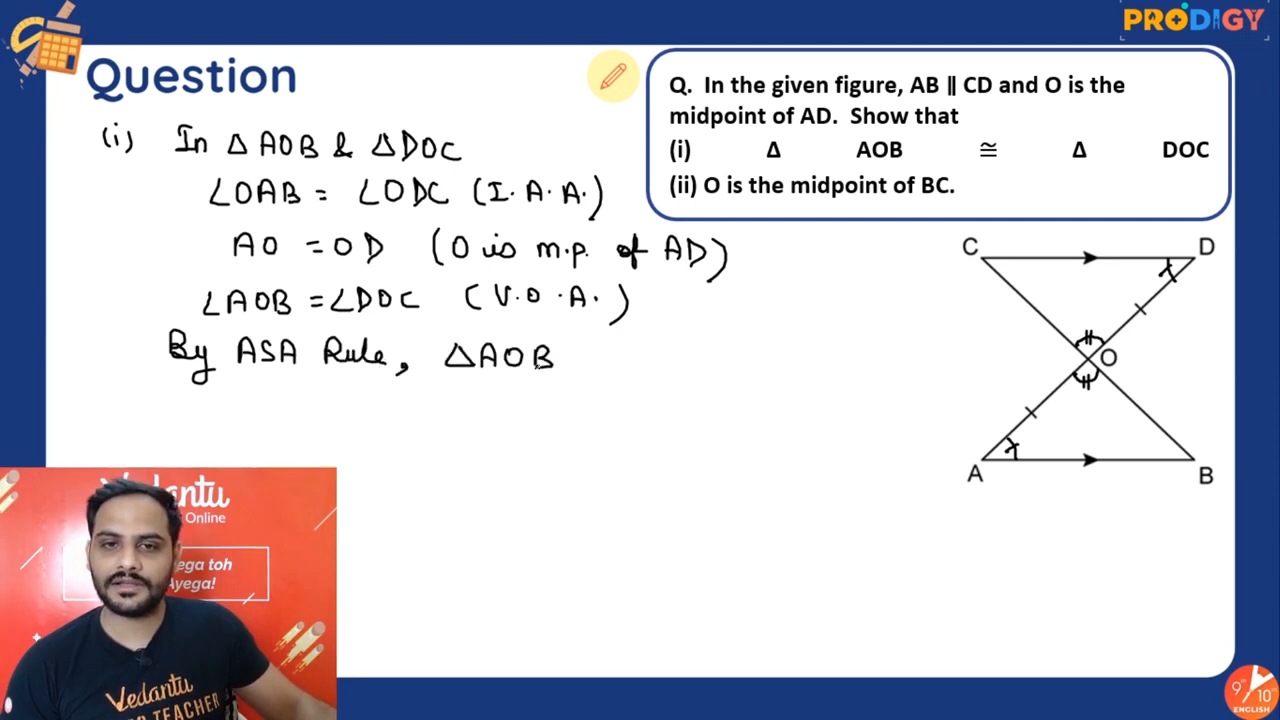 PRODIGY
Question
Q. In the given figure, AB ∥ CD and O is the
midpoint of AD. Show that
(i) Δ AOB ≅ Δ DOC
(ii) O is the midpoint of BC.
(i) In △AOB & △DOC
∠OAB = ∠ODC (I.A.A.)
AO = OD (O is m.p. of AD)
∠AOB = ∠DOC (V.O.A.)
By ASA Rule, △AOB
C
D
O
A
B
Vedantu
Online
ega toh
Ayega!
Vedantu
TEACHER
9th
10th
ENGLISH